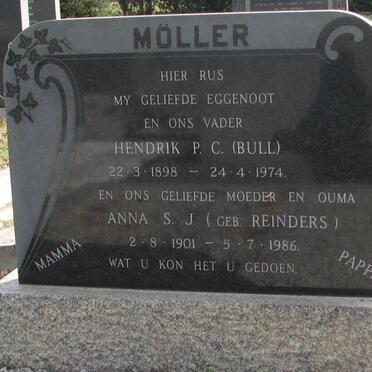 MÖLLER
HIER RUS
MY GELIEFDE EGGENOOT
EN ONS VADER
HENDRIK P. C. (BULL)
22·3·1898 – 24·4·1974.
EN ONS GELIEFDE MOEDER EN OUMA
ANNA S. J. (GEB. REINDERS)
2·8·1901 – 5·7·1986.
WAT U KON HET U GEDOEN.
MAMMA
PAPPA